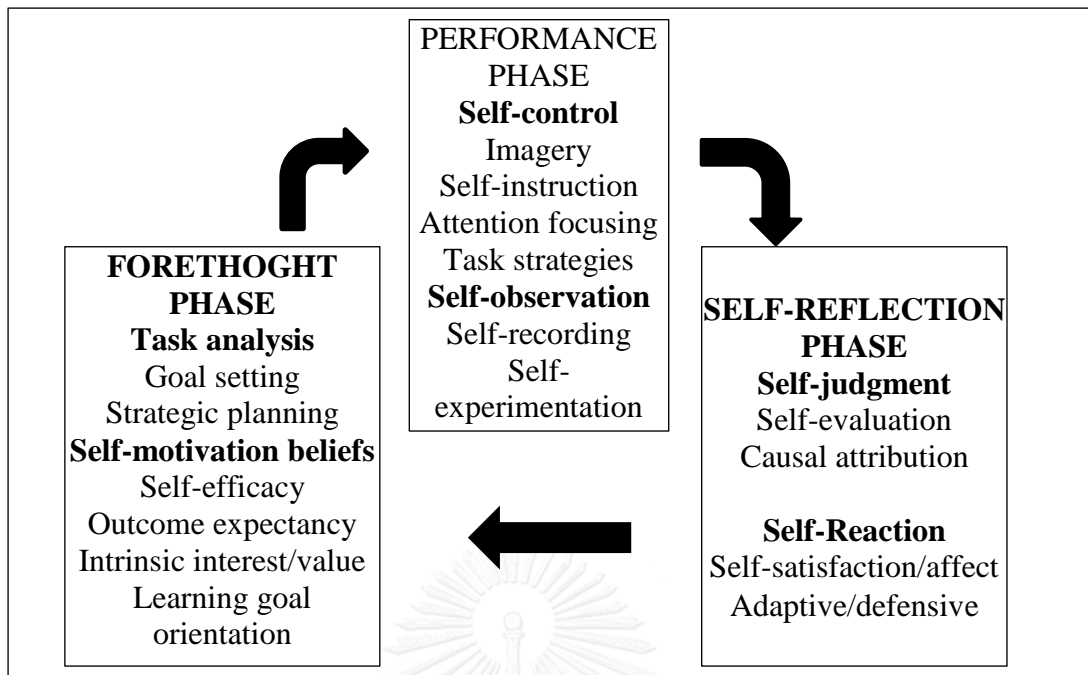 PERFORMANCE
PHASE
Self-control
Imagery
Self-instruction
Attention focusing
Task strategies
Self-observation
Self-recording
Self-
experimentation
FORETHOGHT
PHASE
Task analysis
Goal setting
Strategic planning
Self-motivation beliefs
Self-efficacy
Outcome expectancy
Intrinsic interest/value
Learning goal
orientation
SELF-REFLECTION
PHASE
Self-judgment
Self-evaluation
Causal attribution
Self-Reaction
Self-satisfaction/affect
Adaptive/defensive